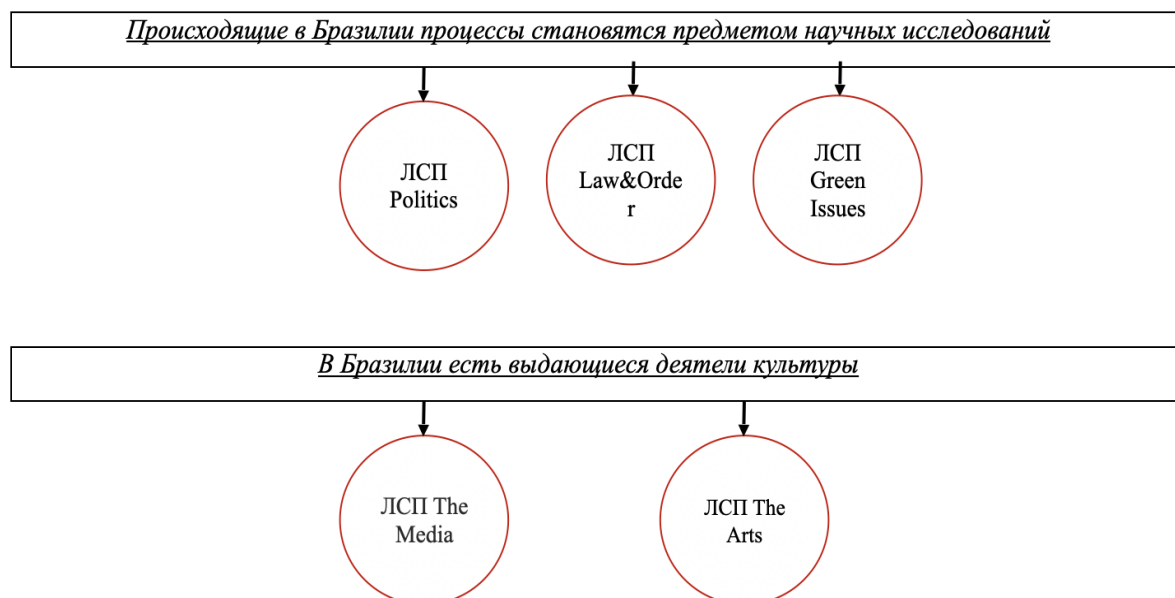 Происходящие в Бразилии процессы становятся предметом научных исследований
ЛСП
Politics
ЛСП
Law&Orde
r
ЛСП
Green
Issues
В Бразилии есть выдающиеся деятели культуры
ЛСП The
Media
ЛСП The
Arts